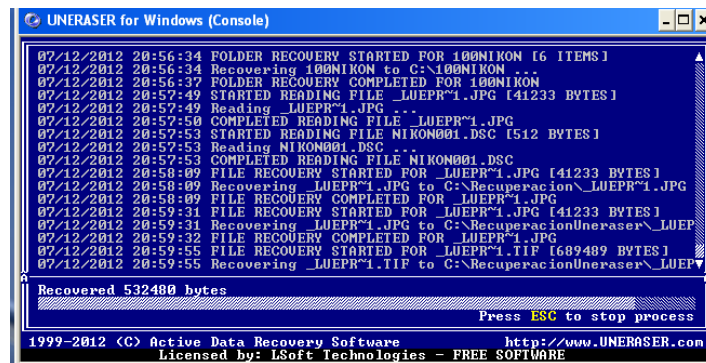 UNERASER for Windows (Console)
07/12/2012 20:56:34 FOLDER RECOVERY STARTED FOR 100NIKON [6 ITEMS]
07/12/2012 20:56:34 Recovering 100NIKON to C:\100NIKON ...
07/12/2012 20:56:37 FOLDER RECOVERY COMPLETED FOR 100NIKON
07/12/2012 20:57:49 STARTED READING FILE _LUEPR~1.JPG [41233 BYTES]
07/12/2012 20:57:49 Reading _LUEPR~1.JPG ...
07/12/2012 20:57:50 COMPLETED READING FILE _LUEPR~1.JPG
07/12/2012 20:57:53 STARTED READING FILE NIKON001.DSC [512 BYTES]
07/12/2012 20:57:53 Reading NIKON001.DSC ...
07/12/2012 20:57:53 COMPLETED READING FILE NIKON001.DSC
07/12/2012 20:58:09 FILE RECOVERY STARTED FOR _LUEPR~1.JPG [41233 BYTES]
07/12/2012 20:58:09 Recovering _LUEPR~1.JPG to C:\Recuperacion\_LUEPR~1.JPG
07/12/2012 20:58:09 FILE RECOVERY COMPLETED FOR _LUEPR~1.JPG
07/12/2012 20:59:31 FILE RECOVERY STARTED FOR _LUEPR~1.JPG [41233 BYTES]
07/12/2012 20:59:31 Recovering _LUEPR~1.JPG to C:\RecuperacionUneraser\_LUEP
07/12/2012 20:59:32 FILE RECOVERY COMPLETED FOR _LUEPR~1.JPG
07/12/2012 20:59:55 FILE RECOVERY STARTED FOR _LUEPR~1.TIF [689489 BYTES]
07/12/2012 20:59:55 Recovering _LUEPR~1.TIF to C:\RecuperacionUneraser\_LUEP
Recovered 532480 bytes
Press ESC to stop process
1999-2012 (C) Active Data Recovery Software http://www.UNERASER.com
Licensed by: LSoft Technologies - FREE SOFTWARE